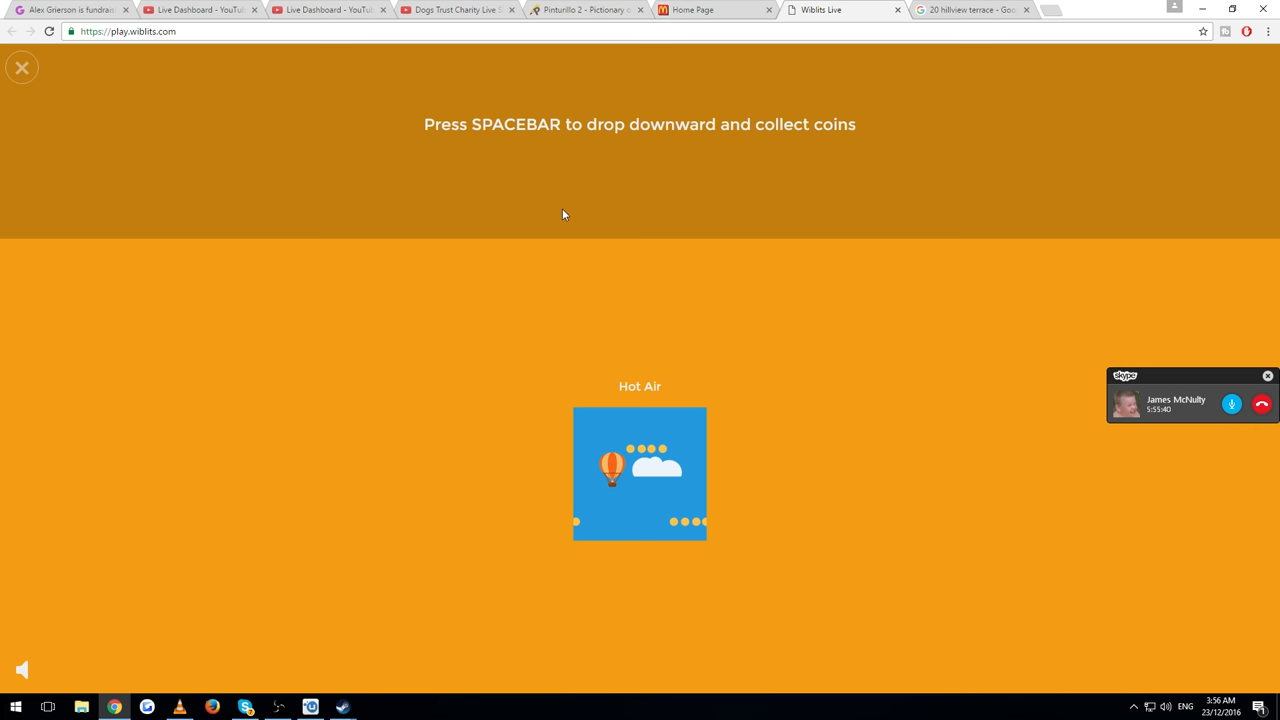 Alex Grierson is fundrais
Live Dashboard - YouTu
Live Dashboard - YouTu
Dogs Trust Charity Live S
Pinturillo 2 - Pictionary o
Home Page
Wiblits Live
20 hillview terrace - Goo
https://play.wiblits.com
Press SPACEBAR to drop downward and collect coins
skype
James McNulty
5:55:40
Hot Air
3:56 AM
ENG
23/12/2016